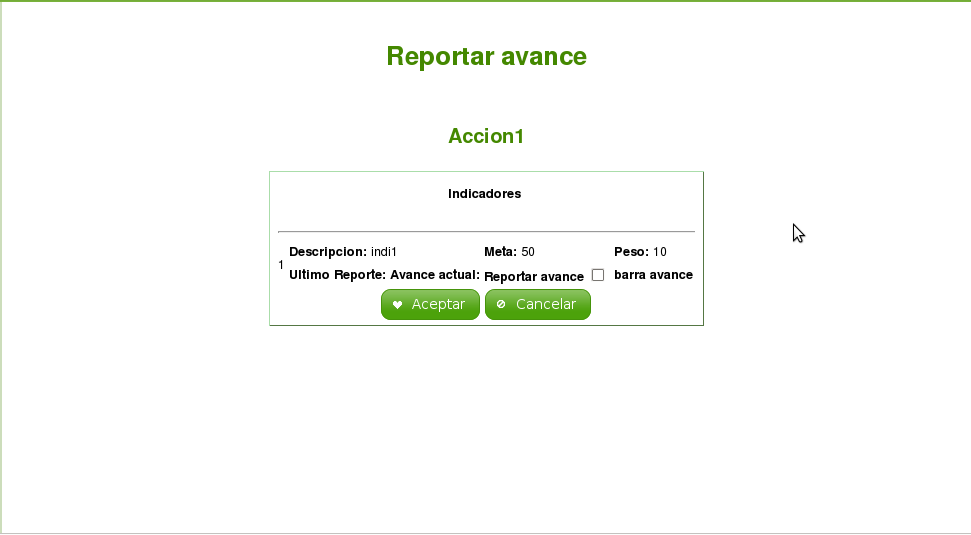 Reportar avance
Accion1
Indicadores
Descripcion: indi1 Meta: 50 Peso: 10
1
Ultimo Reporte: Avance actual: Reportar avance barra avance
Aceptar Cancelar